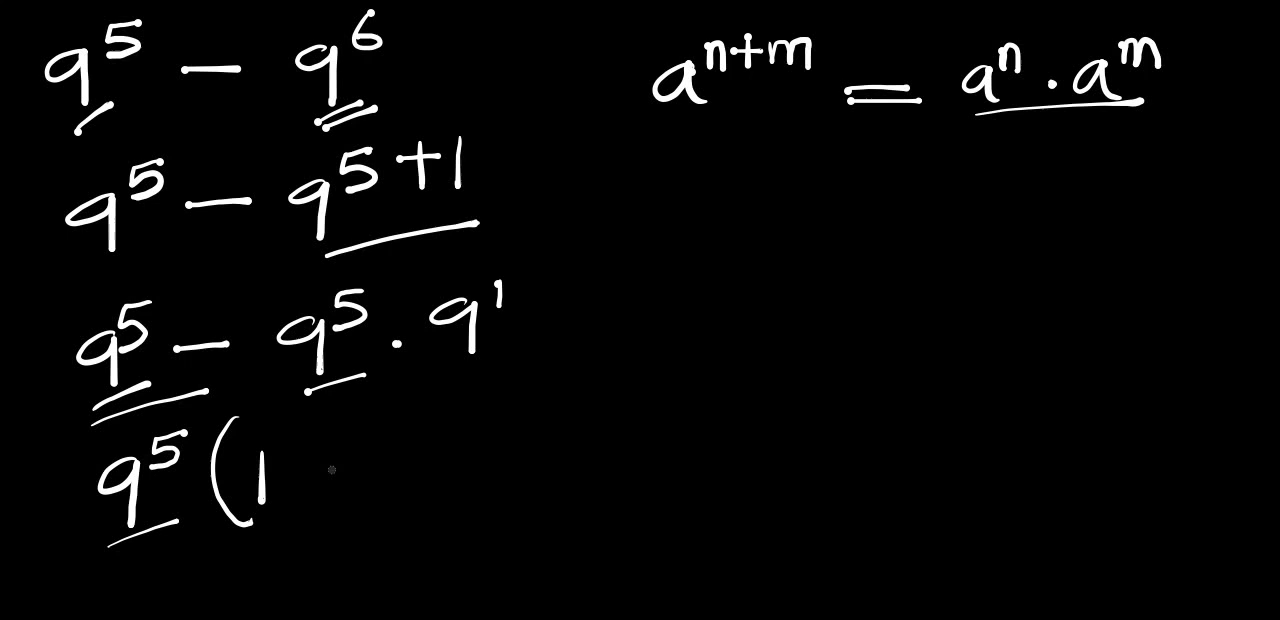 9⁵ − 9⁶
aⁿ⁺ᵐ = aⁿ · aᵐ
9⁵ − 9⁵⁺¹
9⁵ − 9⁵ · 9¹
9⁵ (1